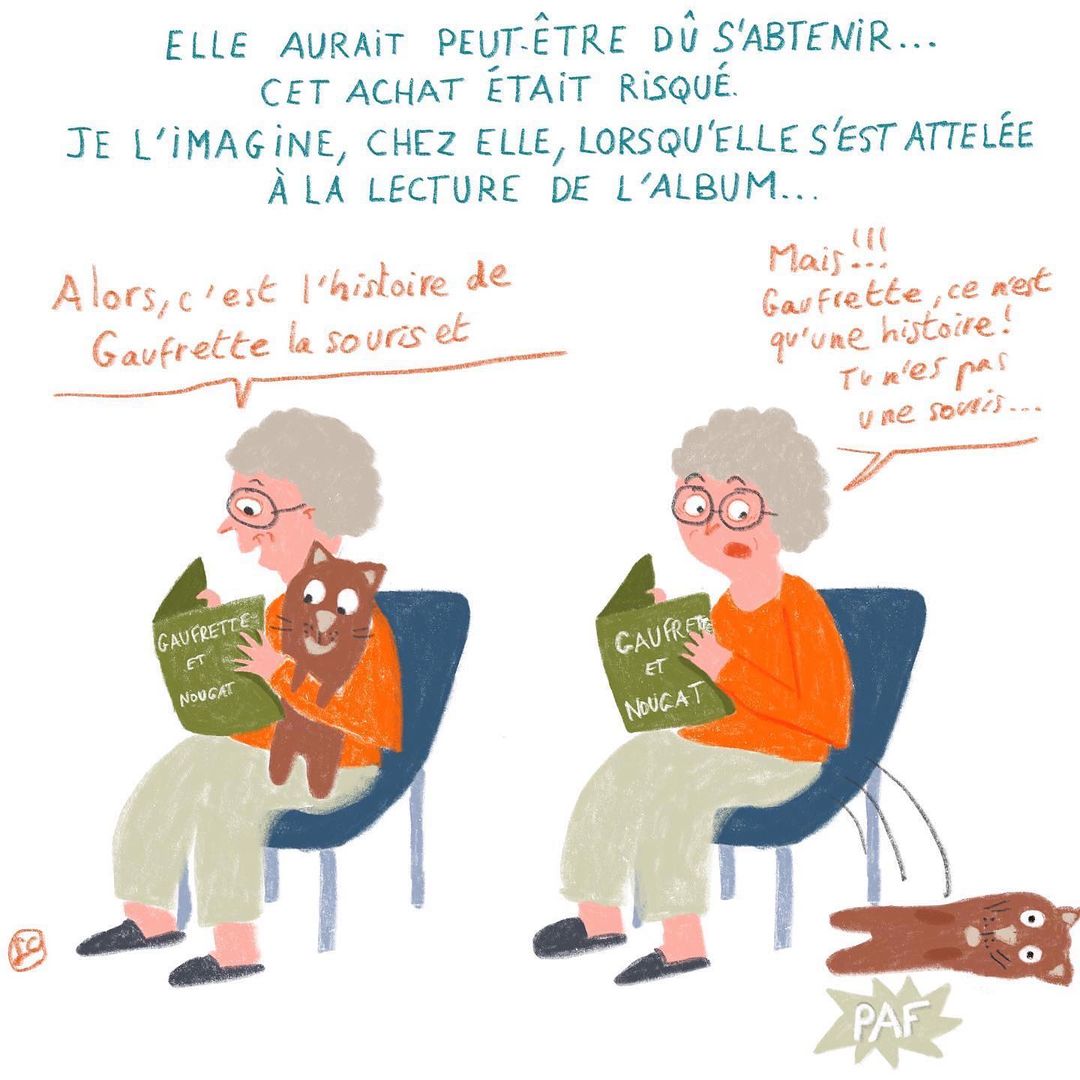 ELLE AURAIT PEUT-ÊTRE DÛ S'ABTENIR...
CET ACHAT ÉTAIT RISQUÉ.
JE L'IMAGINE, CHEZ ELLE, LORSQU'ELLE S'EST ATTELÉE
À LA LECTURE DE L'ALBUM...
Alors, c'est l'histoire de
Gaufrette la souris et
Mais!!!
Gaufrette, ce n'est
qu'une histoire!
Tu n'es pas
une souris...
GAUFRETTE
ET
NOUGAT
GAUFRETTE
ET
NOUGAT
PAF